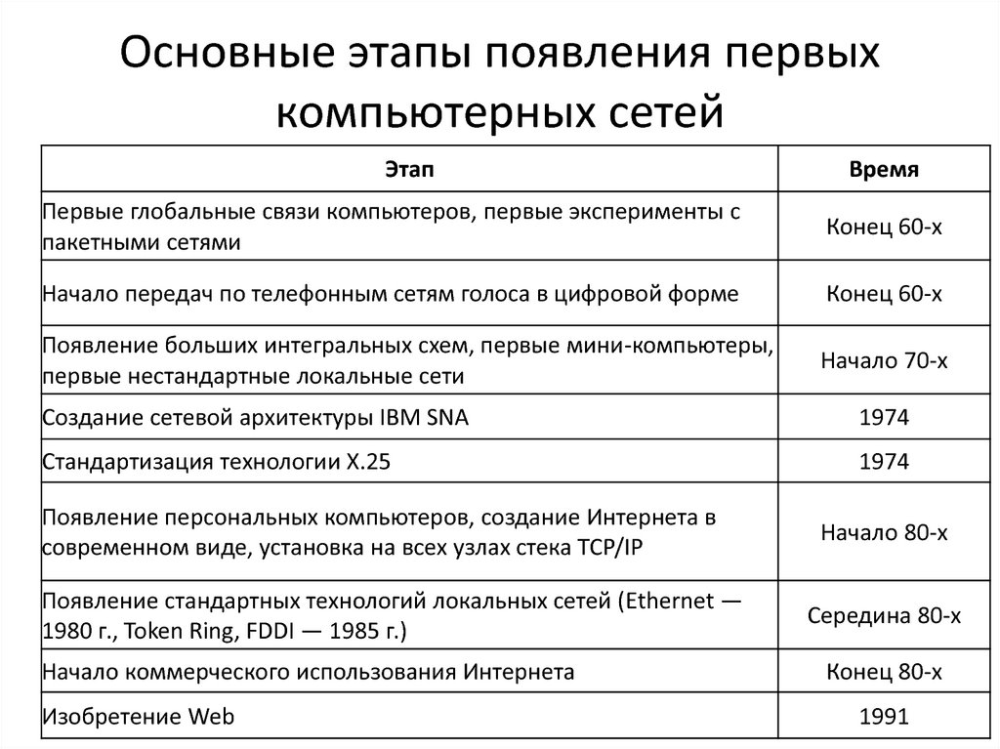 Основные этапы появления первых
компьютерных сетей
Этап Время
Первые глобальные связи компьютеров, первые эксперименты с
пакетными сетями
Конец 60-х
Начало передач по телефонным сетям голоса в цифровой форме Конец 60-х
Появление больших интегральных схем, первые мини-компьютеры,
первые нестандартные локальные сети
Начало 70-х
Создание сетевой архитектуры IBM SNA 1974
Стандартизация технологии X.25 1974
Появление персональных компьютеров, создание Интернета в
современном виде, установка на всех узлах стека TCP/IP
Начало 80-х
Появление стандартных технологий локальных сетей (Ethernet —
1980 г., Token Ring, FDDI — 1985 г.)
Середина 80-х
Начало коммерческого использования Интернета Конец 80-х
Изобретение Web 1991